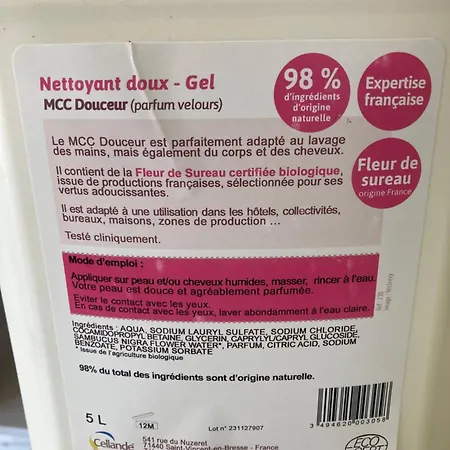 Nettoyant doux - Gel
MCC Douceur (parfum velours)
98 %
d'ingrédients
d'origine
naturelle
Expertise
française
Fleur de
sureau
origine France
Le MCC Douceur est parfaitement adapté au lavage
des mains, mais également du corps et des cheveux.
Il contient de la Fleur de Sureau certifiée biologique,
issue de productions françaises, sélectionnée pour ses
vertus adoucissantes.
Il est adapté à une utilisation dans les hôtels, collectivités,
bureaux, maisons, zones de production ...
Testé cliniquement.
Mode d'emploi :
Appliquer sur peau et/ou cheveux humides, masser, rincer à l'eau.
Votre peau est douce et agréablement parfumée.
Eviter le contact avec les yeux.
En cas de contact avec les yeux, laver abondamment à l'eau claire.
Ingrédients : AQUA, SODIUM LAURYL SULFATE, SODIUM CHLORIDE,
COCAMIDOPROPYL BETAINE, GLYCERIN, CAPRYLYL/CAPRYL GLUCOSIDE,
SAMBUCUS NIGRA FLOWER WATER*, PARFUM, CITRIC ACID, SODIUM
BENZOATE, POTASSIUM SORBATE
* Issue de l'agriculture biologique
98% du total des ingrédients sont d'origine naturelle.
5 L
12M
Lot n° 231127907
3 494620 003058
Cellande
541 rue du Nuzeret
71440 Saint-Vincent-en-Bresse - France
ECO
CERT